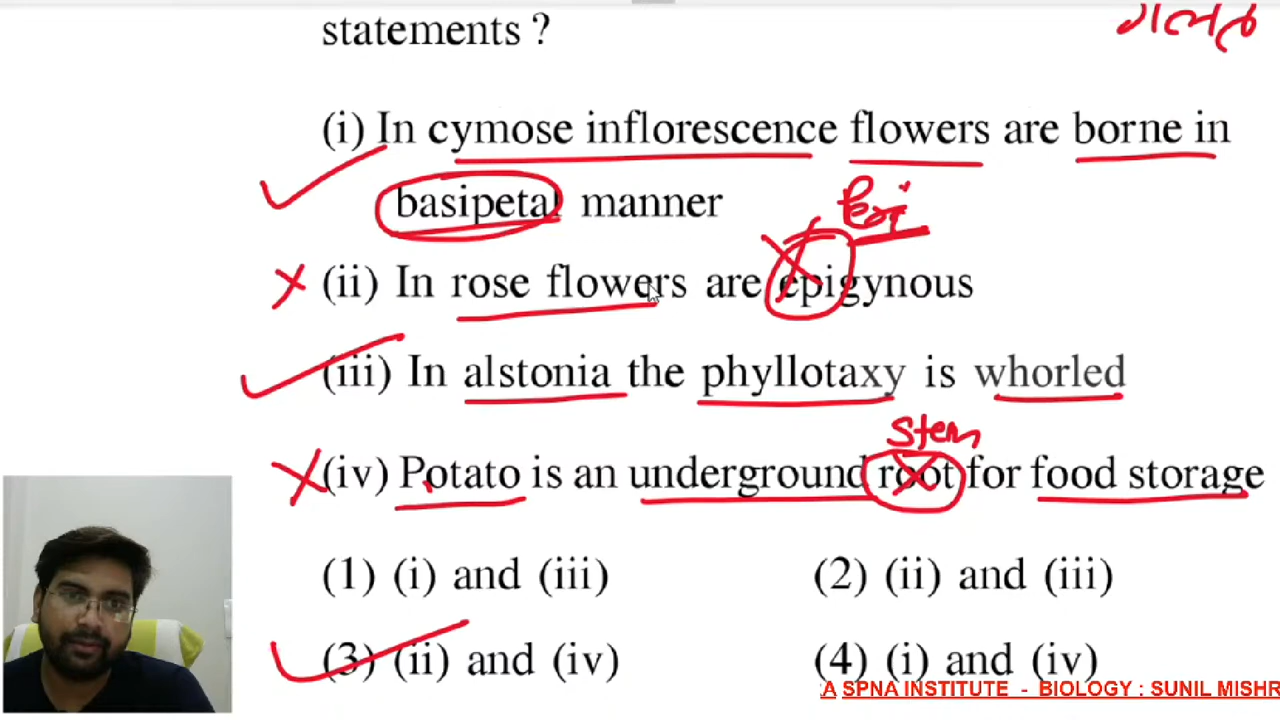 statements ?
(i) In cymose inflorescence flowers are borne in
basipetal manner
Peri
(ii) In rose flowers are epigynous
(iii) In alstonia the phyllotaxy is whorled
Stem
(iv) Potato is an underground root for food storage
(1) (i) and (iii) (2) (ii) and (iii)
(3) (ii) and (iv) (4) (i) and (iv)
A SPNA INSTITUTE - BIOLOGY : SUNIL MISHR